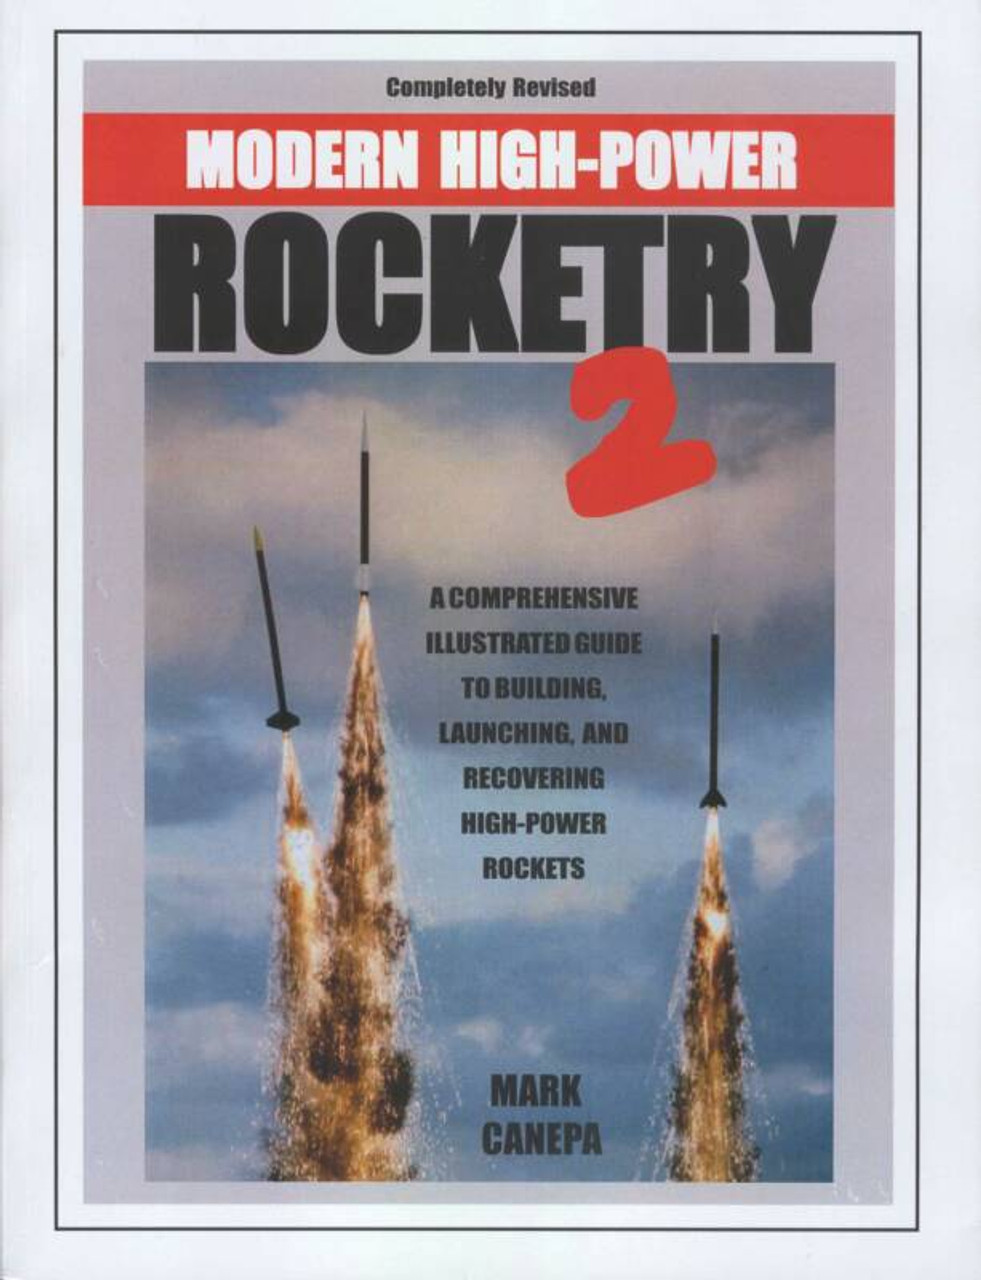 Completely Revised
MODERN HIGH-POWER
ROCKETRY
2
A COMPREHENSIVE
ILLUSTRATED GUIDE
TO BUILDING,
LAUNCHING, AND
RECOVERING
HIGH-POWER
ROCKETS
MARK
CANEPA